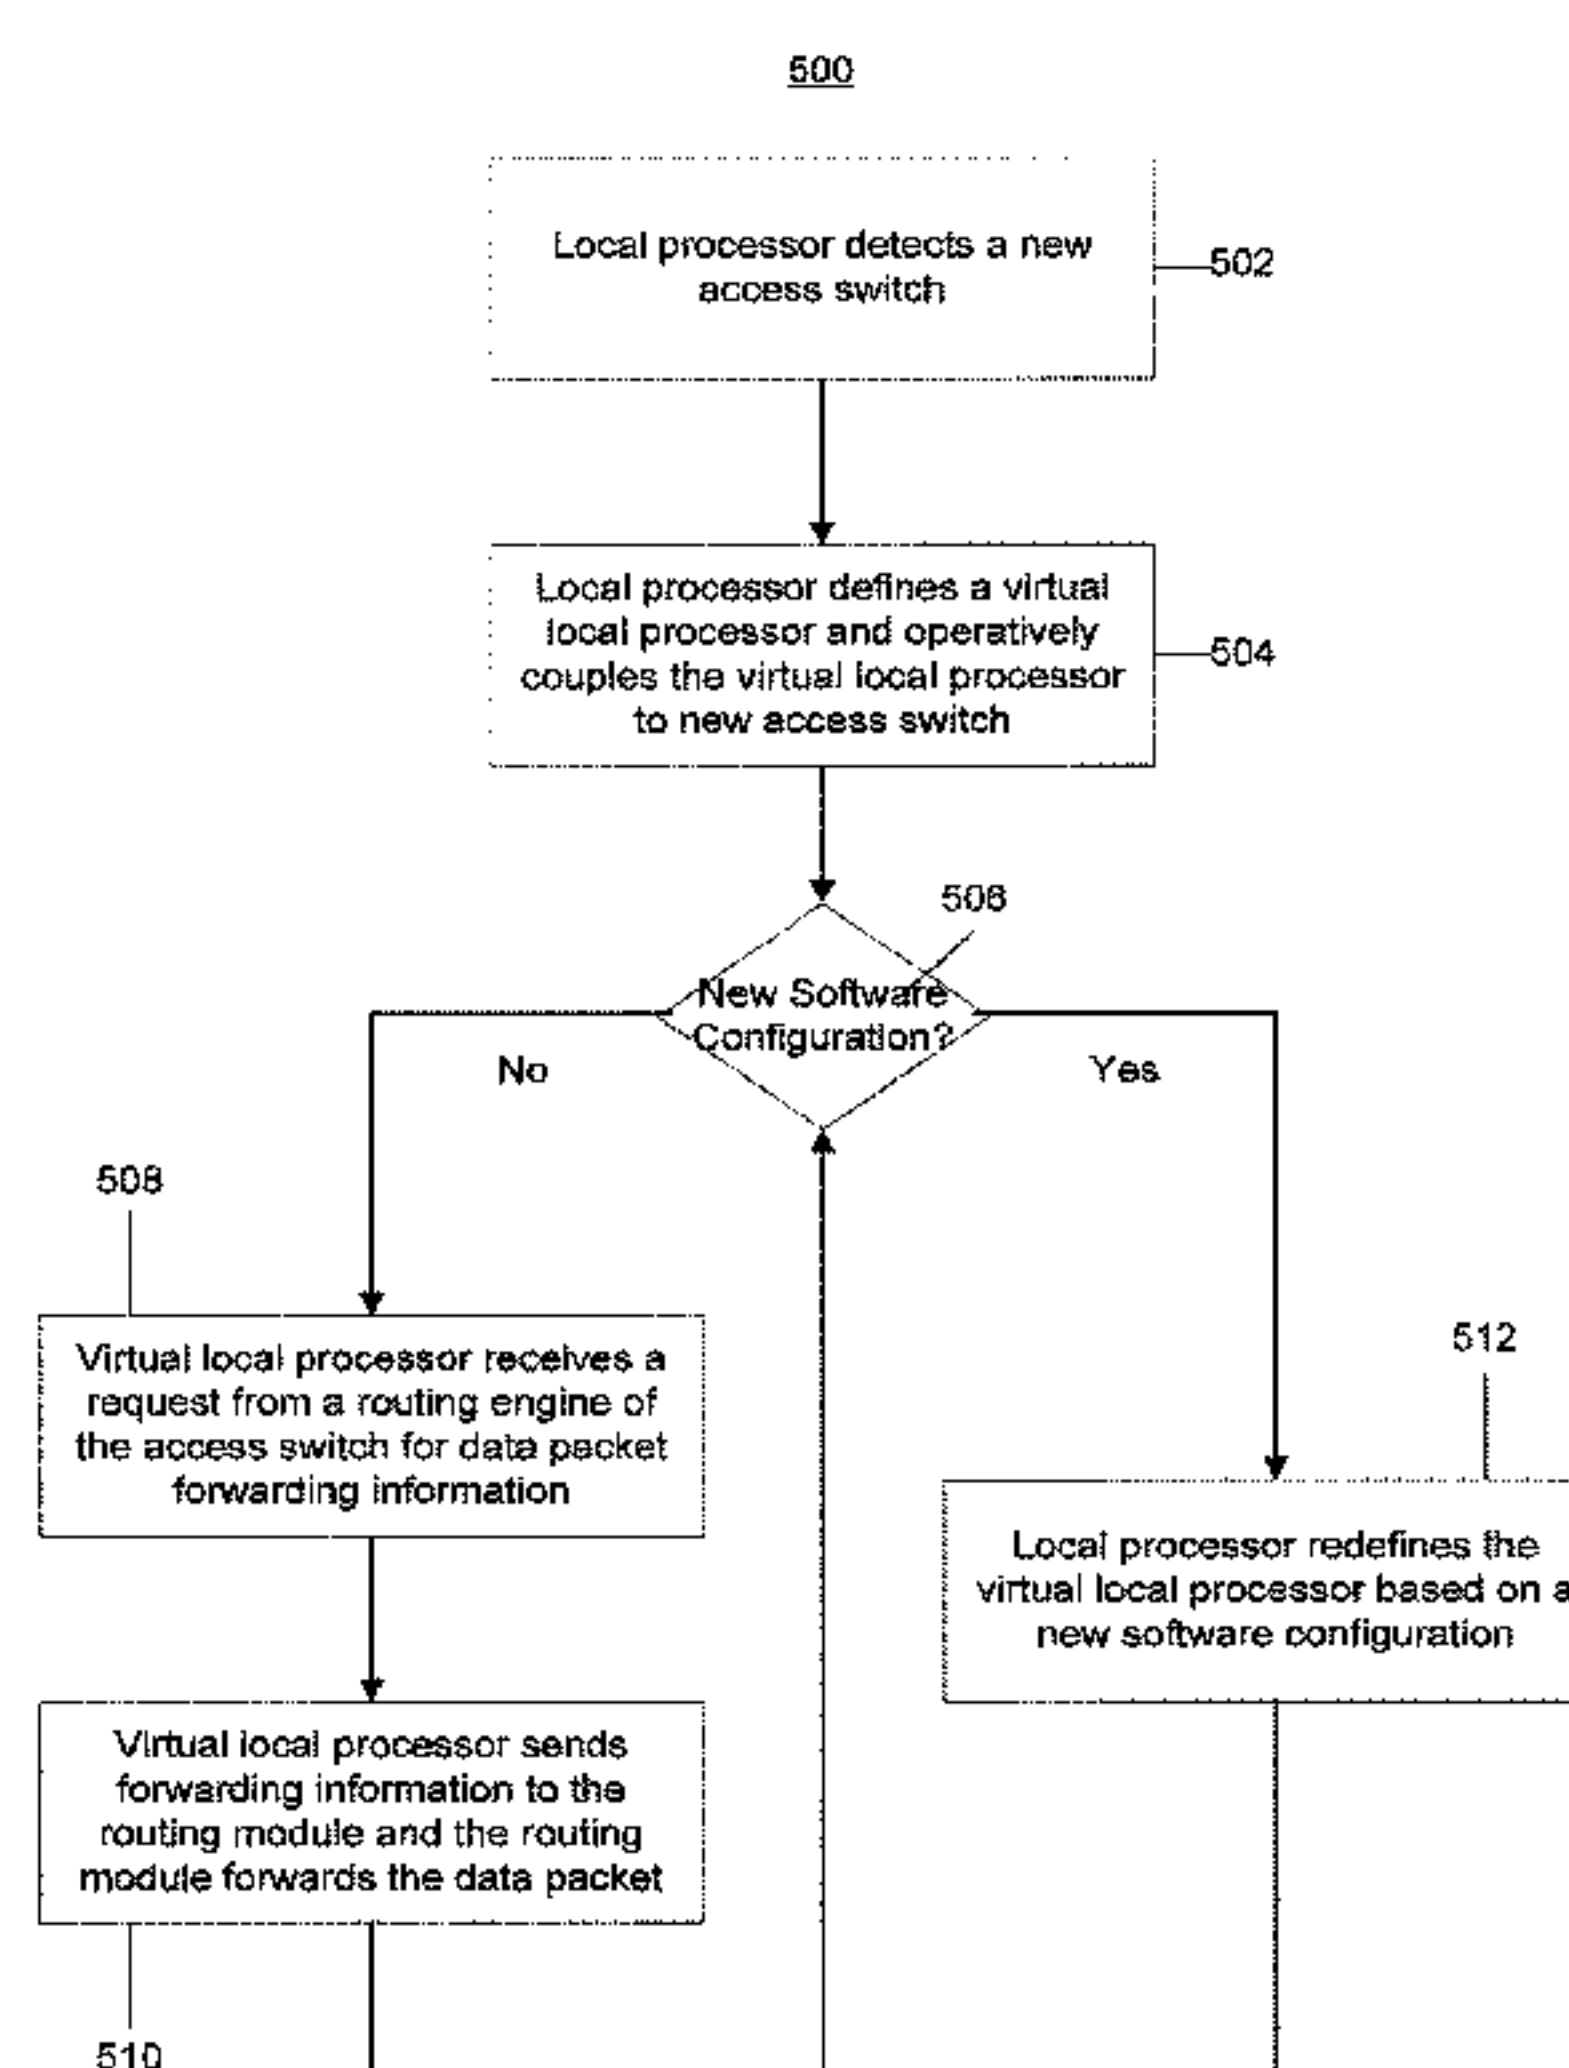 500
Local processor detects a new
access switch
502
Local processor defines a virtual
local processor and operatively
couples the virtual local processor
to new access switch
504
506
New Software
Configuration?
No
Yes
508
Virtual local processor receives a
request from a routing engine of
the access switch for data packet
forwarding information
512
Local processor redefines the
virtual local processor based on a
new software configuration
Virtual local processor sends
forwarding information to the
routing module and the routing
module forwards the data packet
510